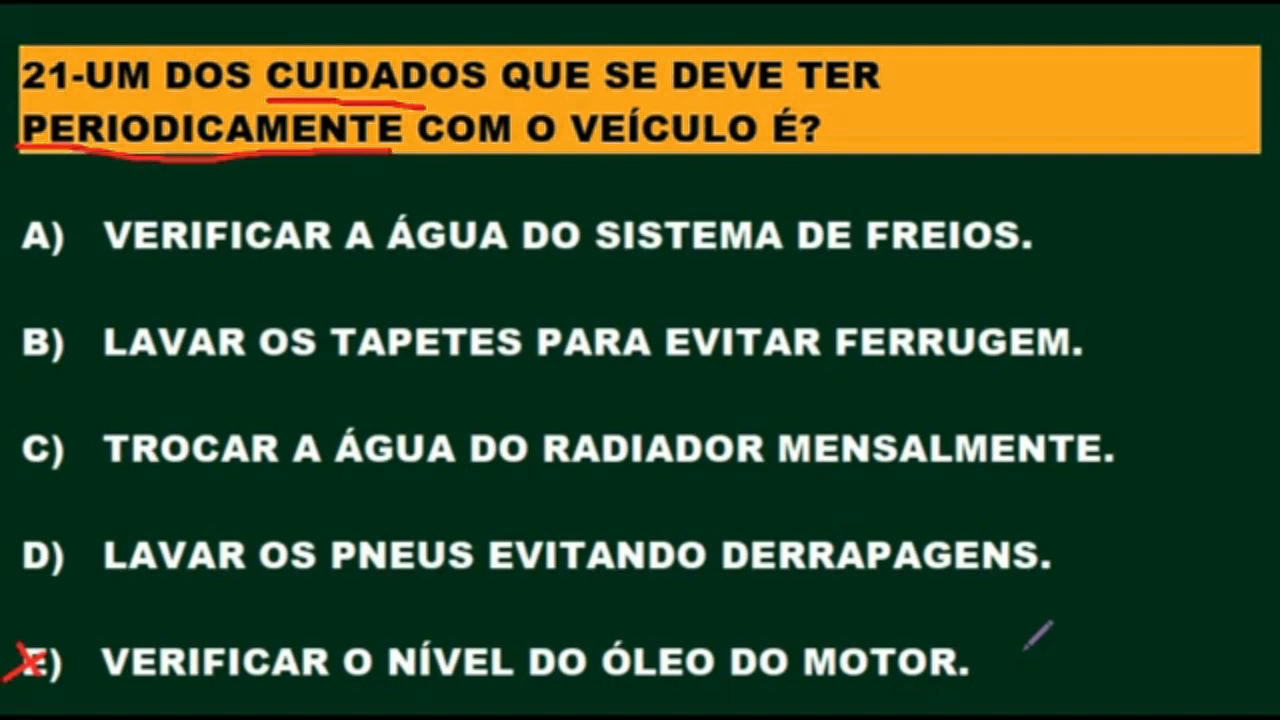 21-UM DOS CUIDADOS QUE SE DEVE TER
PERIODICAMENTE COM O VEÍCULO É?
A) VERIFICAR A ÁGUA DO SISTEMA DE FREIOS.
B) LAVAR OS TAPETES PARA EVITAR FERRUGEM.
C) TROCAR A ÁGUA DO RADIADOR MENSALMENTE.
D) LAVAR OS PNEUS EVITANDO DERRAPAGENS.
E) VERIFICAR O NÍVEL DO ÓLEO DO MOTOR.